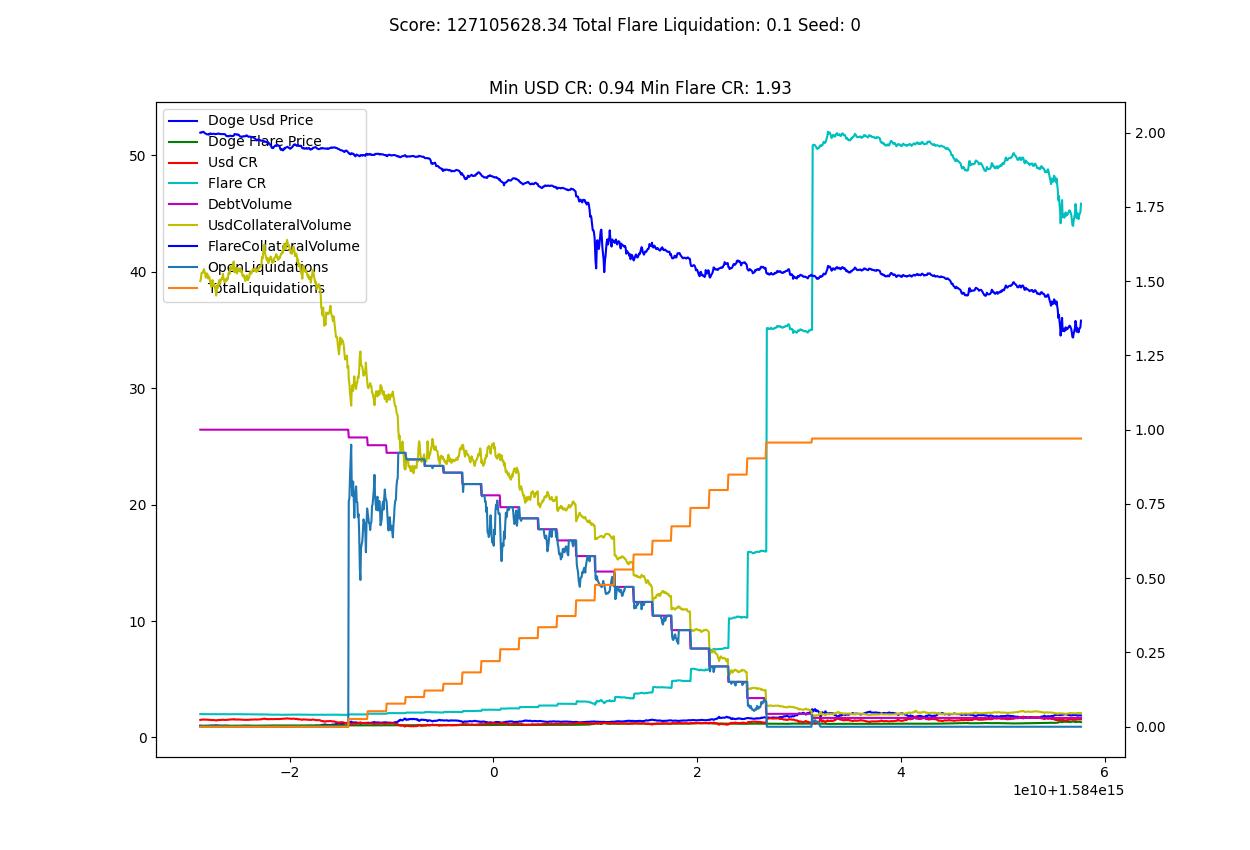 Score: 127105628.34 Total Flare Liquidation: 0.1 Seed: 0
Min USD CR: 0.94 Min Flare CR: 1.93
Doge Usd Price
Doge Flare Price
Usd CR
Flare CR
DebtVolume
UsdCollateralVolume
FlareCollateralVolume
OpenLiquidations
TotalLiquidations
50
40
30
20
10
0
2.00
1.75
1.50
1.25
1.00
0.75
0.50
0.25
0.00
−2 0 2 4 6
1e10+1.584e15